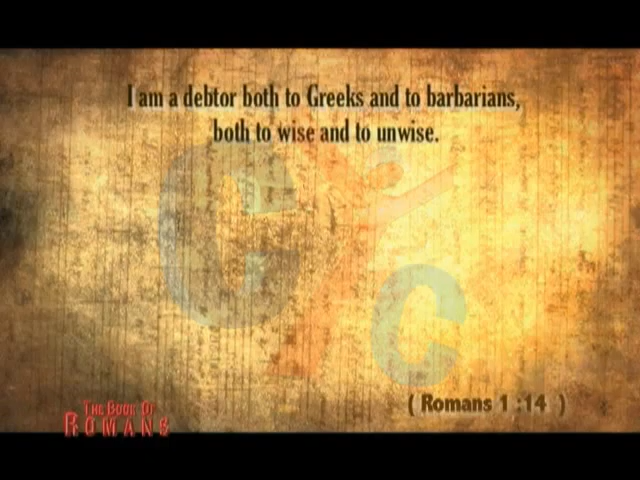 I am a debtor both to Greeks and to barbarians,
both to wise and to unwise.
CYC
( Romans 1 :14 )
The Book Of
Romans